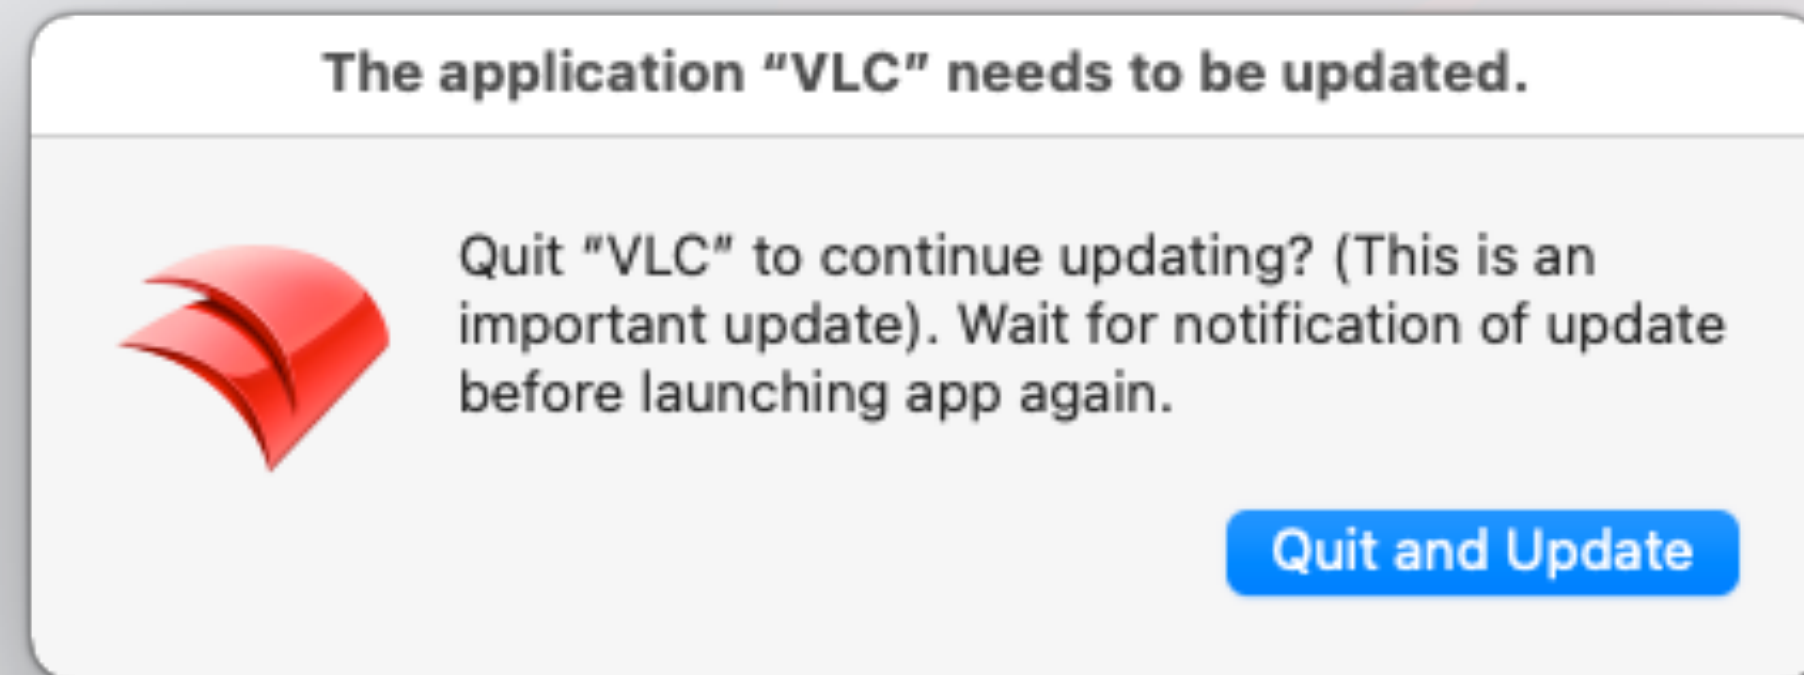 The application “VLC” needs to be updated.
Quit “VLC” to continue updating? (This is an
important update). Wait for notification of update
before launching app again.
Quit and Update